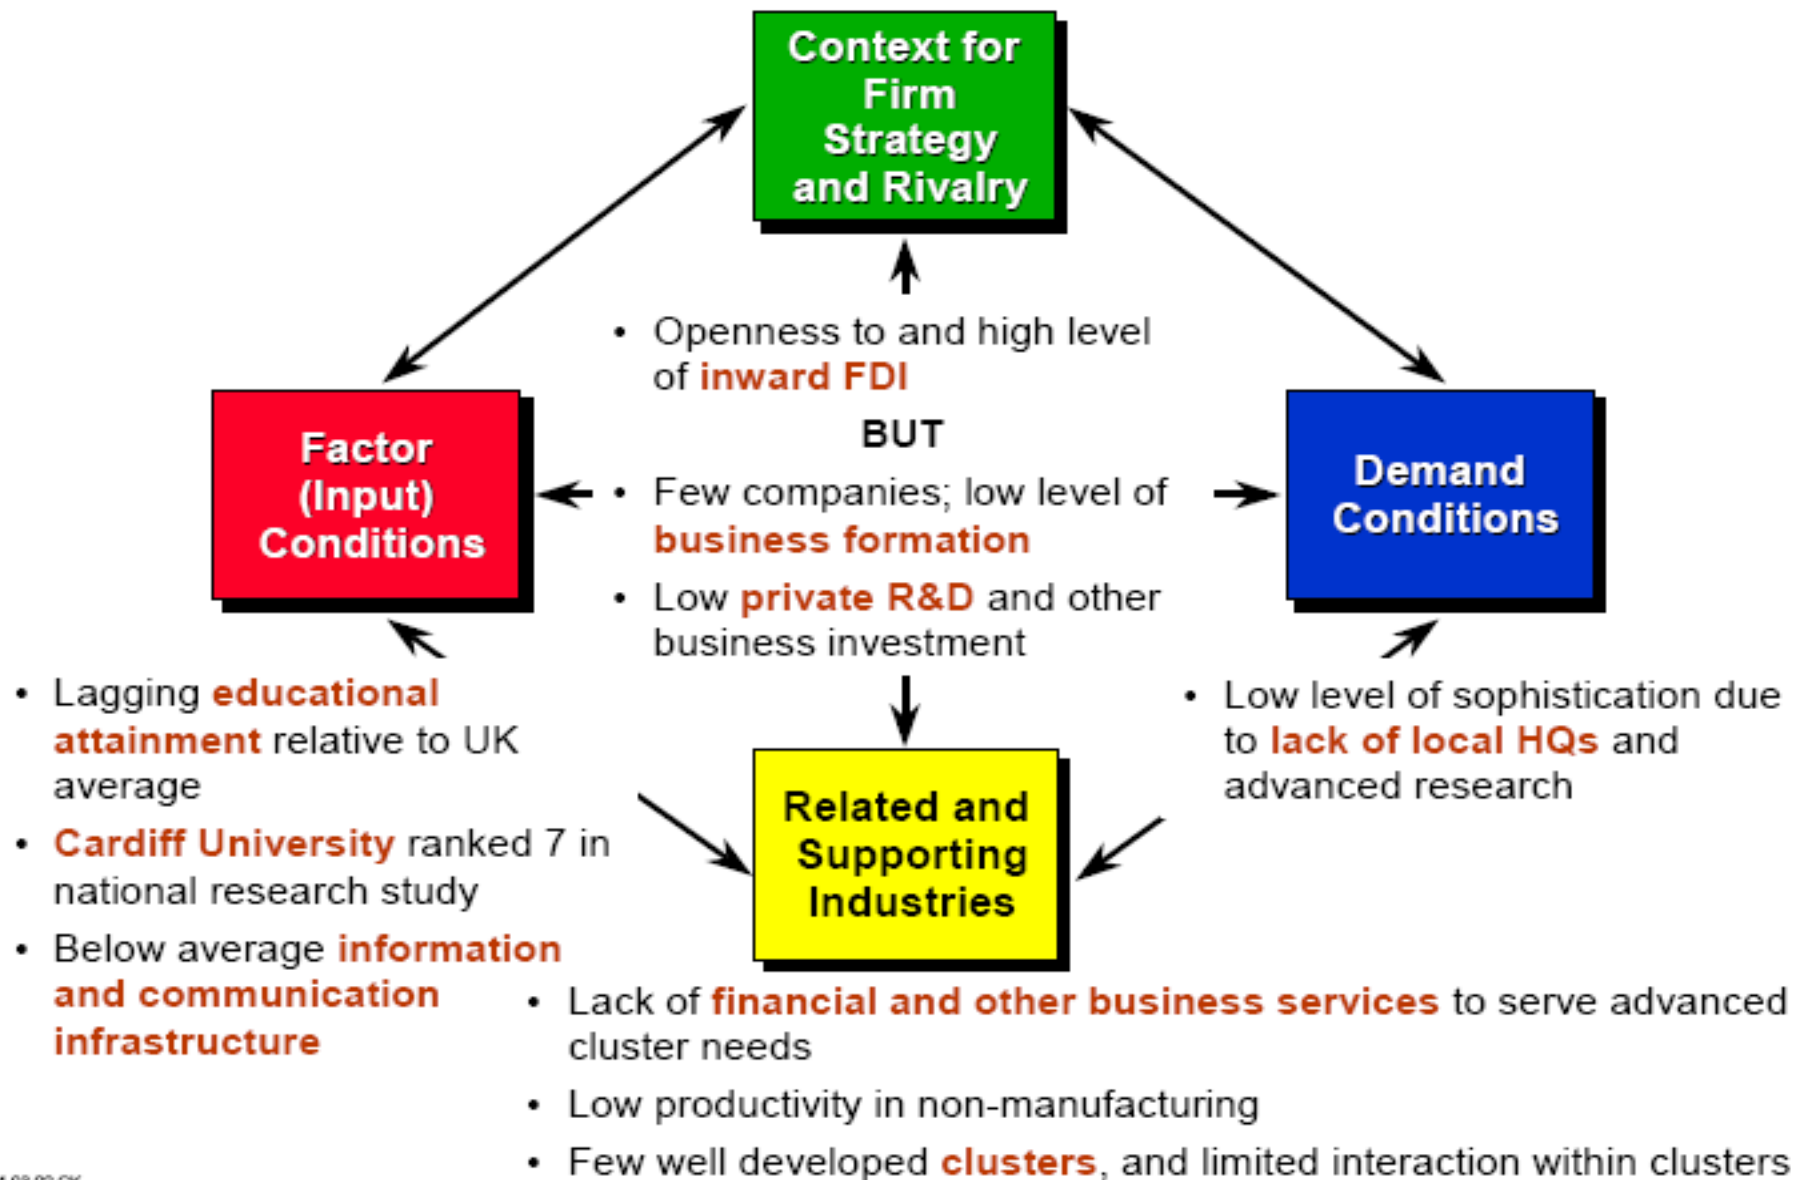 Context for
Firm
Strategy
and Rivalry
• Openness to and high level
of inward FDI
BUT
• Few companies; low level of
business formation
• Low private R&D and other
business investment
Factor
(Input)
Conditions
Demand
Conditions
• Lagging educational
attainment relative to UK
average
• Cardiff University ranked 7 in
national research study
• Below average information
and communication
infrastructure
• Low level of sophistication due
to lack of local HQs and
advanced research
Related and
Supporting
Industries
• Lack of financial and other business services to serve advanced
cluster needs
• Low productivity in non-manufacturing
• Few well developed clusters, and limited interaction within clusters